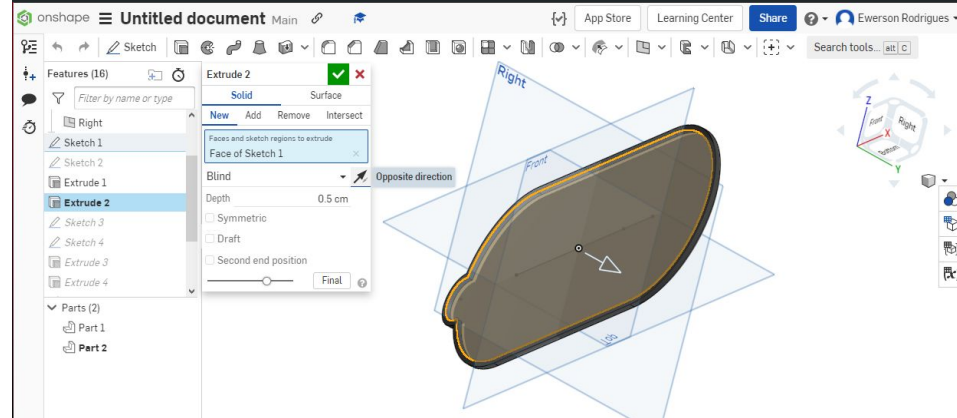 onshape Untitled document Main App Store Learning Center Share Ewerson Rodrigues
Sketch Search tools... alt C
Features (16)
Filter by name or type
Right
Sketch 1
Sketch 2
Extrude 1
Extrude 2
Sketch 3
Sketch 4
Extrude 3
Extrude 4
Parts (2)
Part 1
Part 2
Extrude 2
Solid Surface
New Add Remove Intersect
Faces and sketch regions to extrude
Face of Sketch 1
Blind
Opposite direction
Depth 0.5 cm
Symmetric
Draft
Second end position
Final
Right
Front
Top
Z
Front Right
X
Bottom
Y